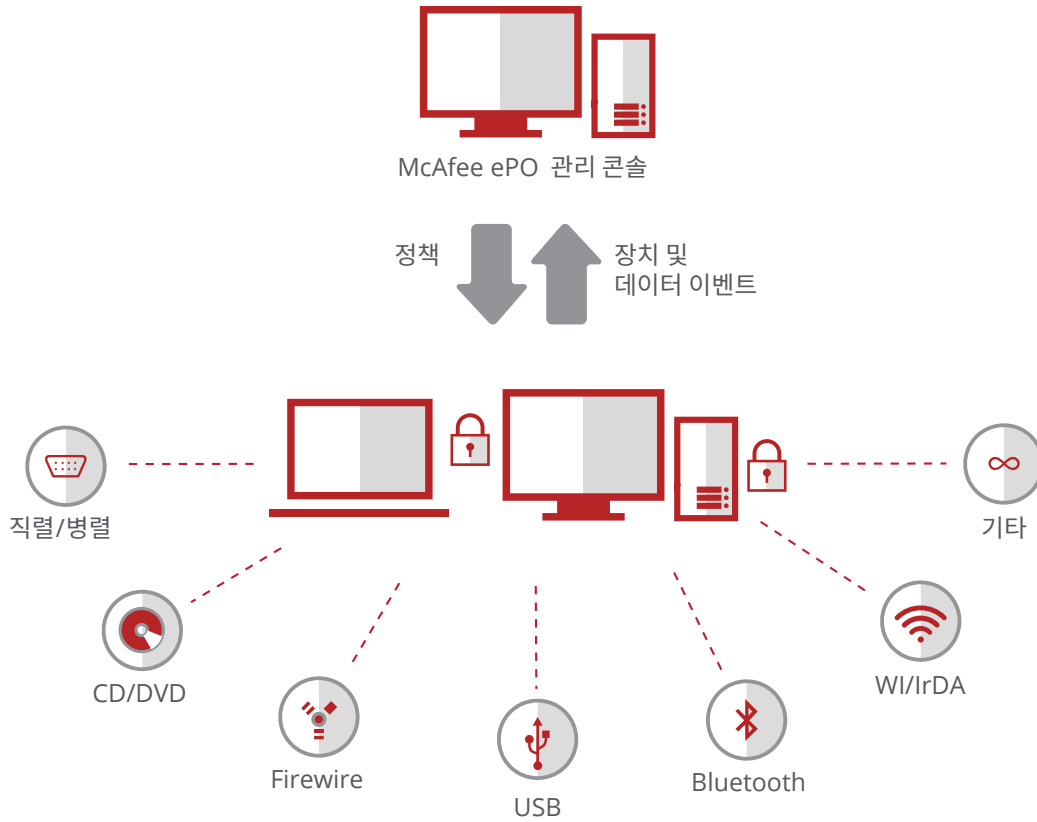 McAfee ePO 관리 콘솔
정책
장치 및
데이터 이벤트
직렬/병렬
기타
CD/DVD
WI/IrDA
Firewire
Bluetooth
USB